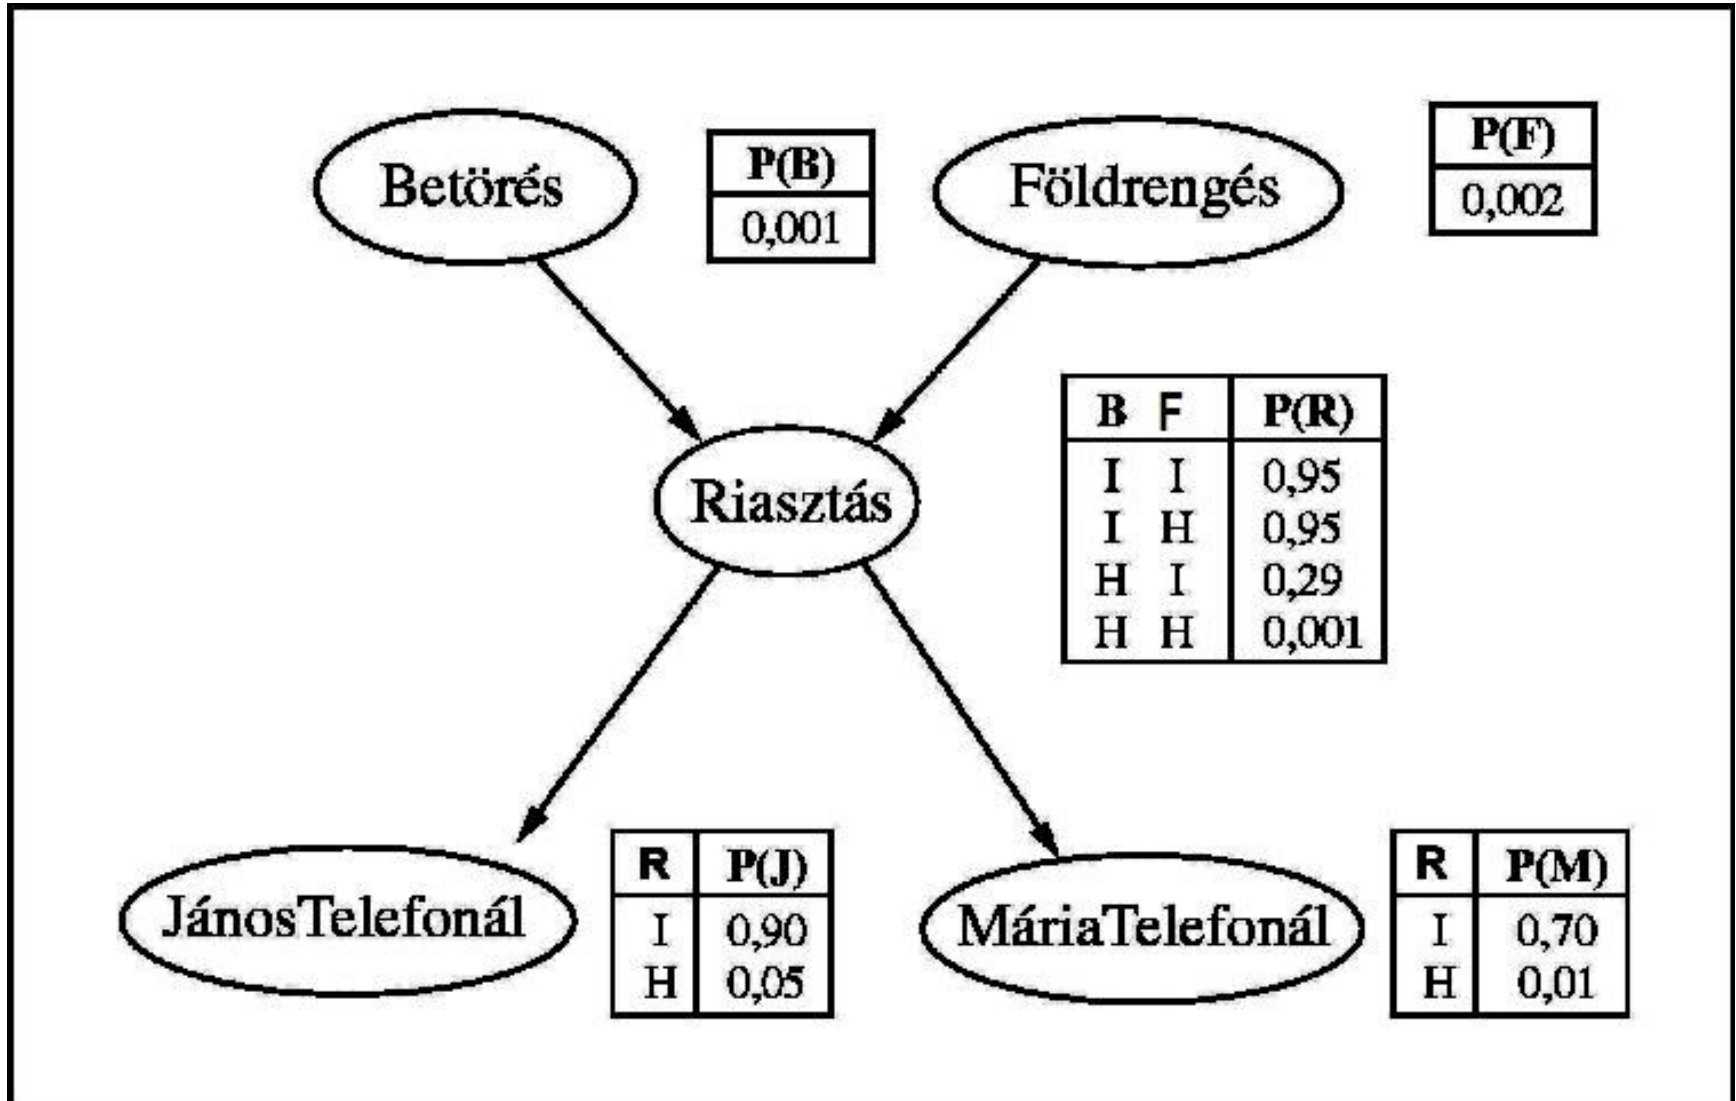 Betörés
P(B)
0,001
Földrengés
P(F)
0,002
Riasztás
B F P(R)
I I 0,95
I H 0,95
H I 0,29
H H 0,001
JánosTelefonál
R P(J)
I 0,90
H 0,05
MáriaTelefonál
R P(M)
I 0,70
H 0,01